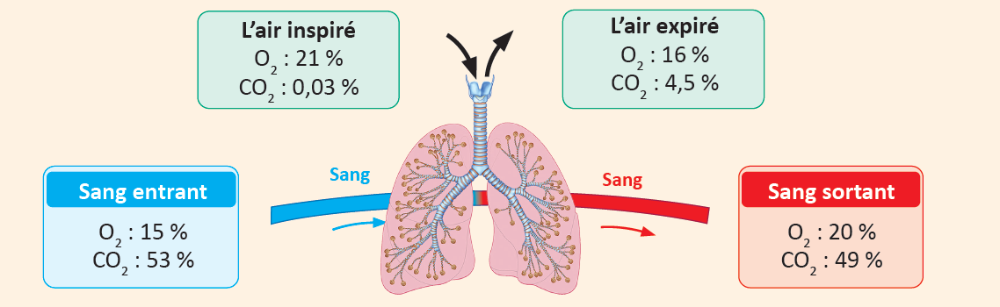 L’air inspiré
O₂ : 21 %
CO₂ : 0,03 %
L’air expiré
O₂ : 16 %
CO₂ : 4,5 %
Sang entrant
O₂ : 15 %
CO₂ : 53 %
Sang
Sang
Sang sortant
O₂ : 20 %
CO₂ : 49 %